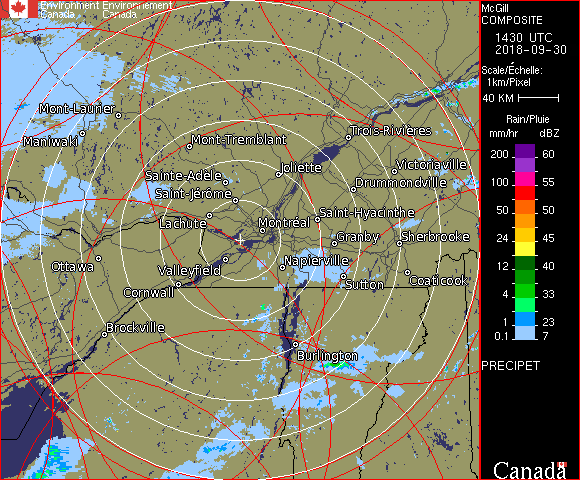 Environment Environnement
Canada Canada
McGill
COMPOSITE
1430 UTC
2018-09-30
Scale/Échelle:
1km/Pixel
40 KM
Rain/Pluie
mm/hr dBZ
200 60
100 55
50 50
24 45
12 40
4 33
1 23
0.1 7
PRECIPET
Canada
Mont-Laurier
Maniwaki
Mont-Tremblant
Trois-Rivières
Joliette
Victoriaville
Sainte-Adèle
Drummondville
Saint-Jérôme
Lachute
Saint-Hyacinthe
Montréal
Granby
Sherbrooke
Ottawa
Valleyfield
Napierville
Sutton
Coaticook
Cornwall
Brockville
Burlington